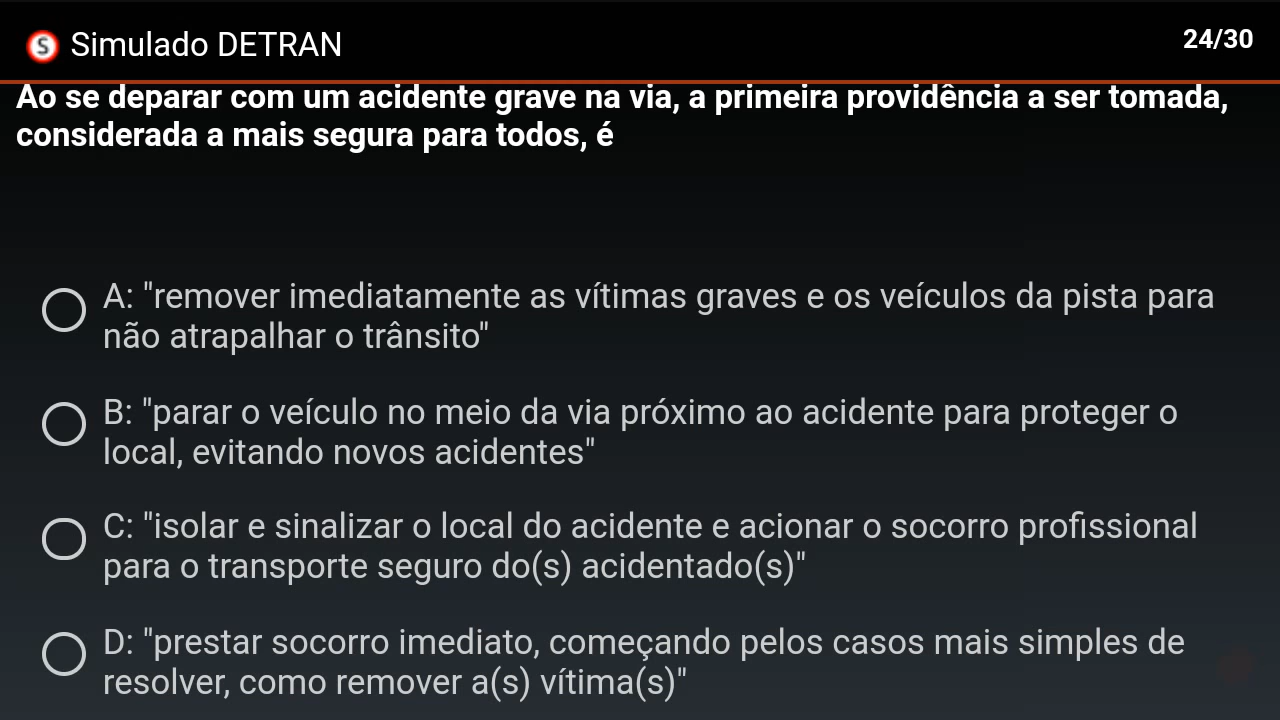 S Simulado DETRAN
24/30
Ao se deparar com um acidente grave na via, a primeira providência a ser tomada,
considerada a mais segura para todos, é
A: "remover imediatamente as vítimas graves e os veículos da pista para
não atrapalhar o trânsito"
B: "parar o veículo no meio da via próximo ao acidente para proteger o
local, evitando novos acidentes"
C: "isolar e sinalizar o local do acidente e acionar o socorro profissional
para o transporte seguro do(s) acidentado(s)"
D: "prestar socorro imediato, começando pelos casos mais simples de
resolver, como remover a(s) vítima(s)"